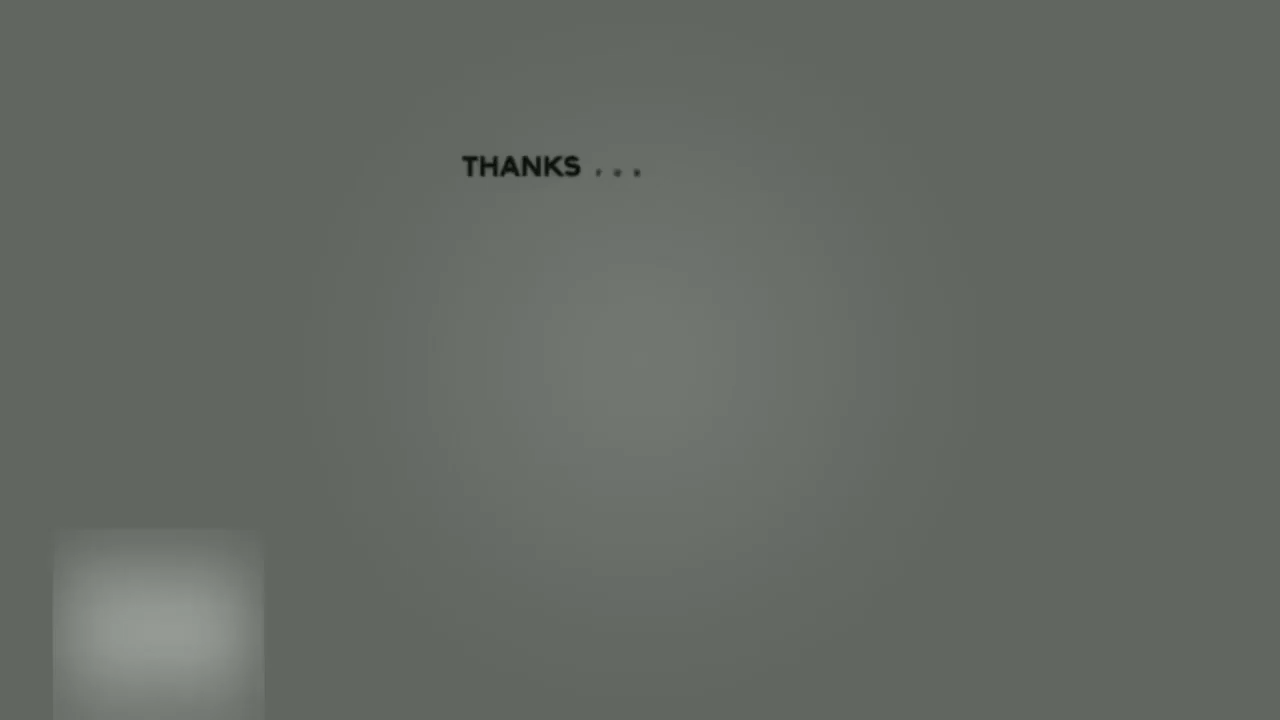 THANKS . . .